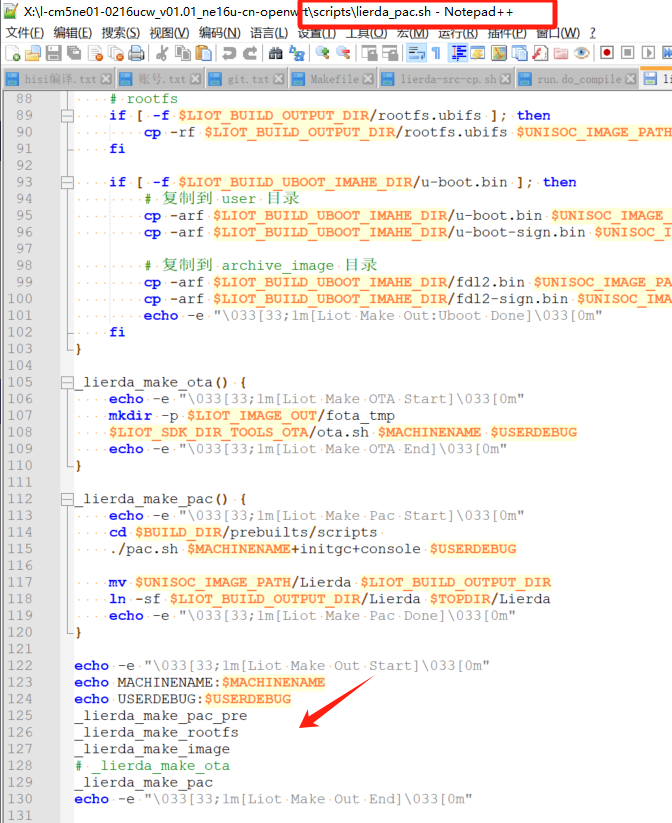 X:\l-cm5ne01-0216ucw_v01.01_ne16u-cn-openwrt\scripts\lierda_pac.sh - Notepad++
文件(F) 编辑(E) 搜索(S) 视图(V) 编码(N) 语言(L) 设置(T) 工具(O) 宏(M) 运行(R) 插件(P) 窗口(W) ?
hisi编译.txt 账号.txt git.txt Makefile lierda-src-cp.sh run.do_compile li
88 # rootfs
89 if [ -f $LIOT_BUILD_OUTPUT_DIR/rootfs.ubifs ]; then
90 cp -rf $LIOT_BUILD_OUTPUT_DIR/rootfs.ubifs $UNISOC_IMAGE_PATH
91 fi
92
93 if [ -f $LIOT_BUILD_UBOOT_IMAHE_DIR/u-boot.bin ]; then
94 # 复制到 user 目录
95 cp -arf $LIOT_BUILD_UBOOT_IMAHE_DIR/u-boot.bin $UNISOC_IMAGE_
96 cp -arf $LIOT_BUILD_UBOOT_IMAHE_DIR/u-boot-sign.bin $UNISOC_I
97
98 # 复制到 archive_image 目录
99 cp -arf $LIOT_BUILD_UBOOT_IMAHE_DIR/fdl2.bin $UNISOC_IMAGE_PA
100 cp -arf $LIOT_BUILD_UBOOT_IMAHE_DIR/fdl2-sign.bin $UNISOC_IMA
101 echo -e "\033[33;1m[Liot Make Out:Uboot Done]\033[0m"
102 fi
103 }
104
105 _lierda_make_ota() {
106 echo -e "\033[33;1m[Liot Make OTA Start]\033[0m"
107 mkdir -p $LIOT_IMAGE_OUT/fota_tmp
108 $LIOT_SDK_DIR_TOOLS_OTA/ota.sh $MACHINENAME $USERDEBUG
109 echo -e "\033[33;1m[Liot Make OTA End]\033[0m"
110 }
111
112 _lierda_make_pac() {
113 echo -e "\033[33;1m[Liot Make Pac Start]\033[0m"
114 cd $BUILD_DIR/prebuilts/scripts
115 ./pac.sh $MACHINENAME+initgc+console $USERDEBUG
116
117 mv $UNISOC_IMAGE_PATH/Lierda $LIOT_BUILD_OUTPUT_DIR
118 ln -sf $LIOT_BUILD_OUTPUT_DIR/Lierda $TOPDIR/Lierda
119 echo -e "\033[33;1m[Liot Make Pac Done]\033[0m"
120 }
121
122 echo -e "\033[33;1m[Liot Make Out Start]\033[0m"
123 echo MACHINENAME:$MACHINENAME
124 echo USERDEBUG:$USERDEBUG
125 _lierda_make_pac_pre
126 _lierda_make_rootfs
127 _lierda_make_image
128 # _lierda_make_ota
129 _lierda_make_pac
130 echo -e "\033[33;1m[Liot Make Out End]\033[0m"
131